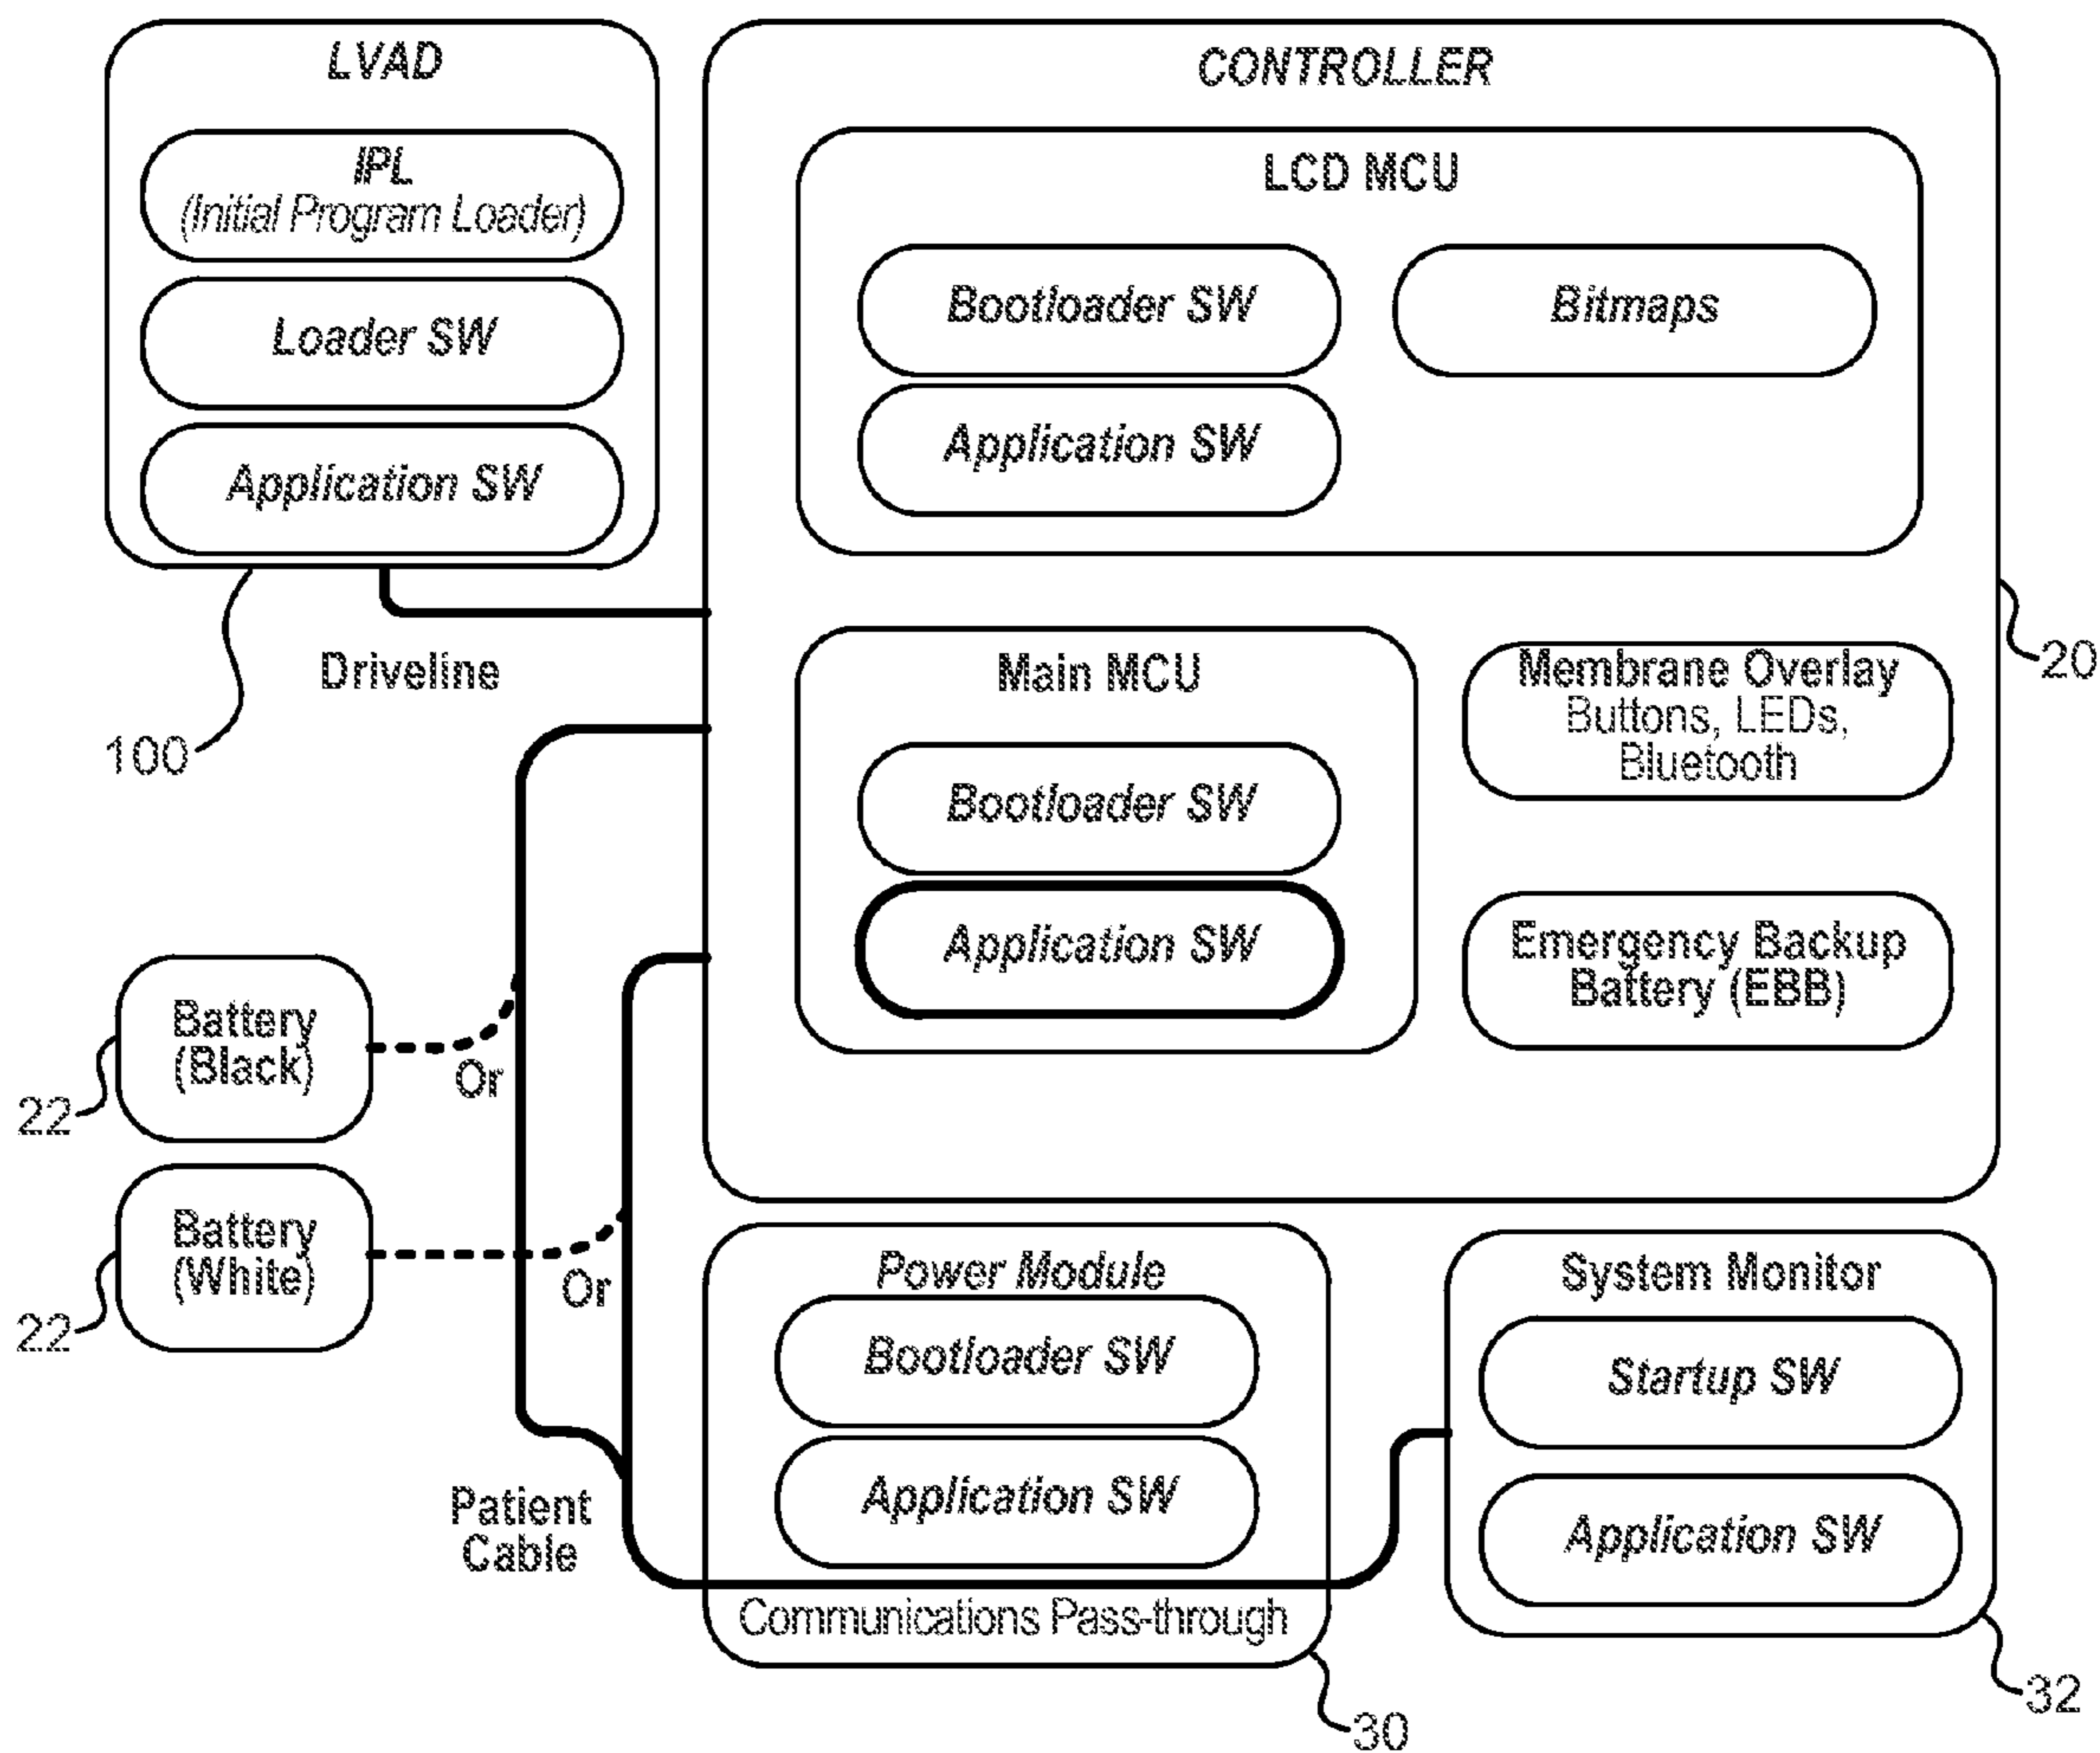 LVAD
IPL
(Initial Program Loader)
Loader SW
Application SW
100
Driveline
CONTROLLER
LCD MCU
Bootloader SW
Bitmaps
Application SW
20
Main MCU
Bootloader SW
Application SW
Membrane Overlay
Buttons, LEDs,
Bluetooth
Emergency Backup
Battery (EBB)
Battery
(Black)
22
Or
Battery
(White)
22
Or
Patient
Cable
Power Module
Bootloader SW
Application SW
Communications Pass-through
30
System Monitor
Startup SW
Application SW
32